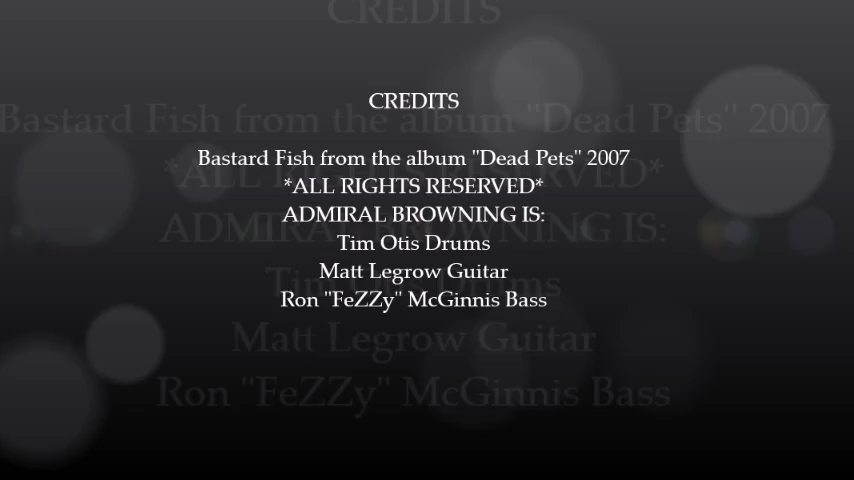 CREDITS
Bastard Fish from the album "Dead Pets" 2007
*ALL RIGHTS RESERVED*
ADMIRAL BROWNING IS:
Tim Otis Drums
Matt Legrow Guitar
Ron "FeZZy" McGinnis Bass